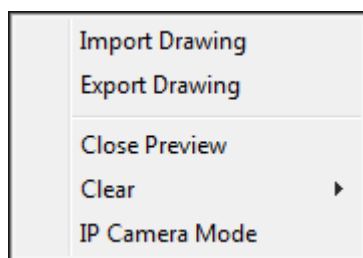 Import Drawing
Export Drawing
Close Preview
Clear
IP Camera Mode